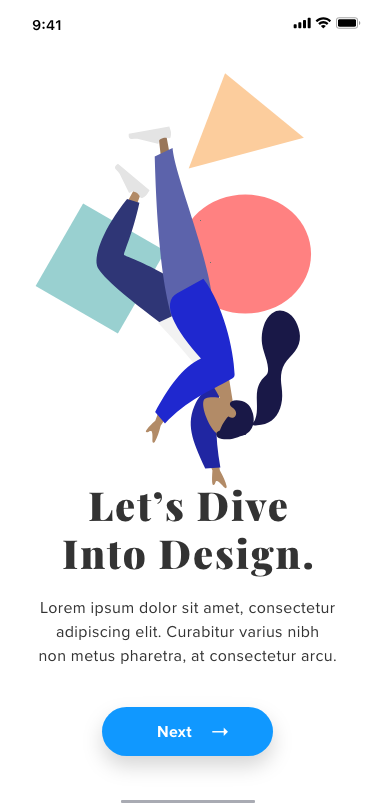 9:41
Let’s Dive
Into Design.
Lorem ipsum dolor sit amet, consectetur
adipiscing elit. Curabitur varius nibh
non metus pharetra, at consectetur arcu.
Next →